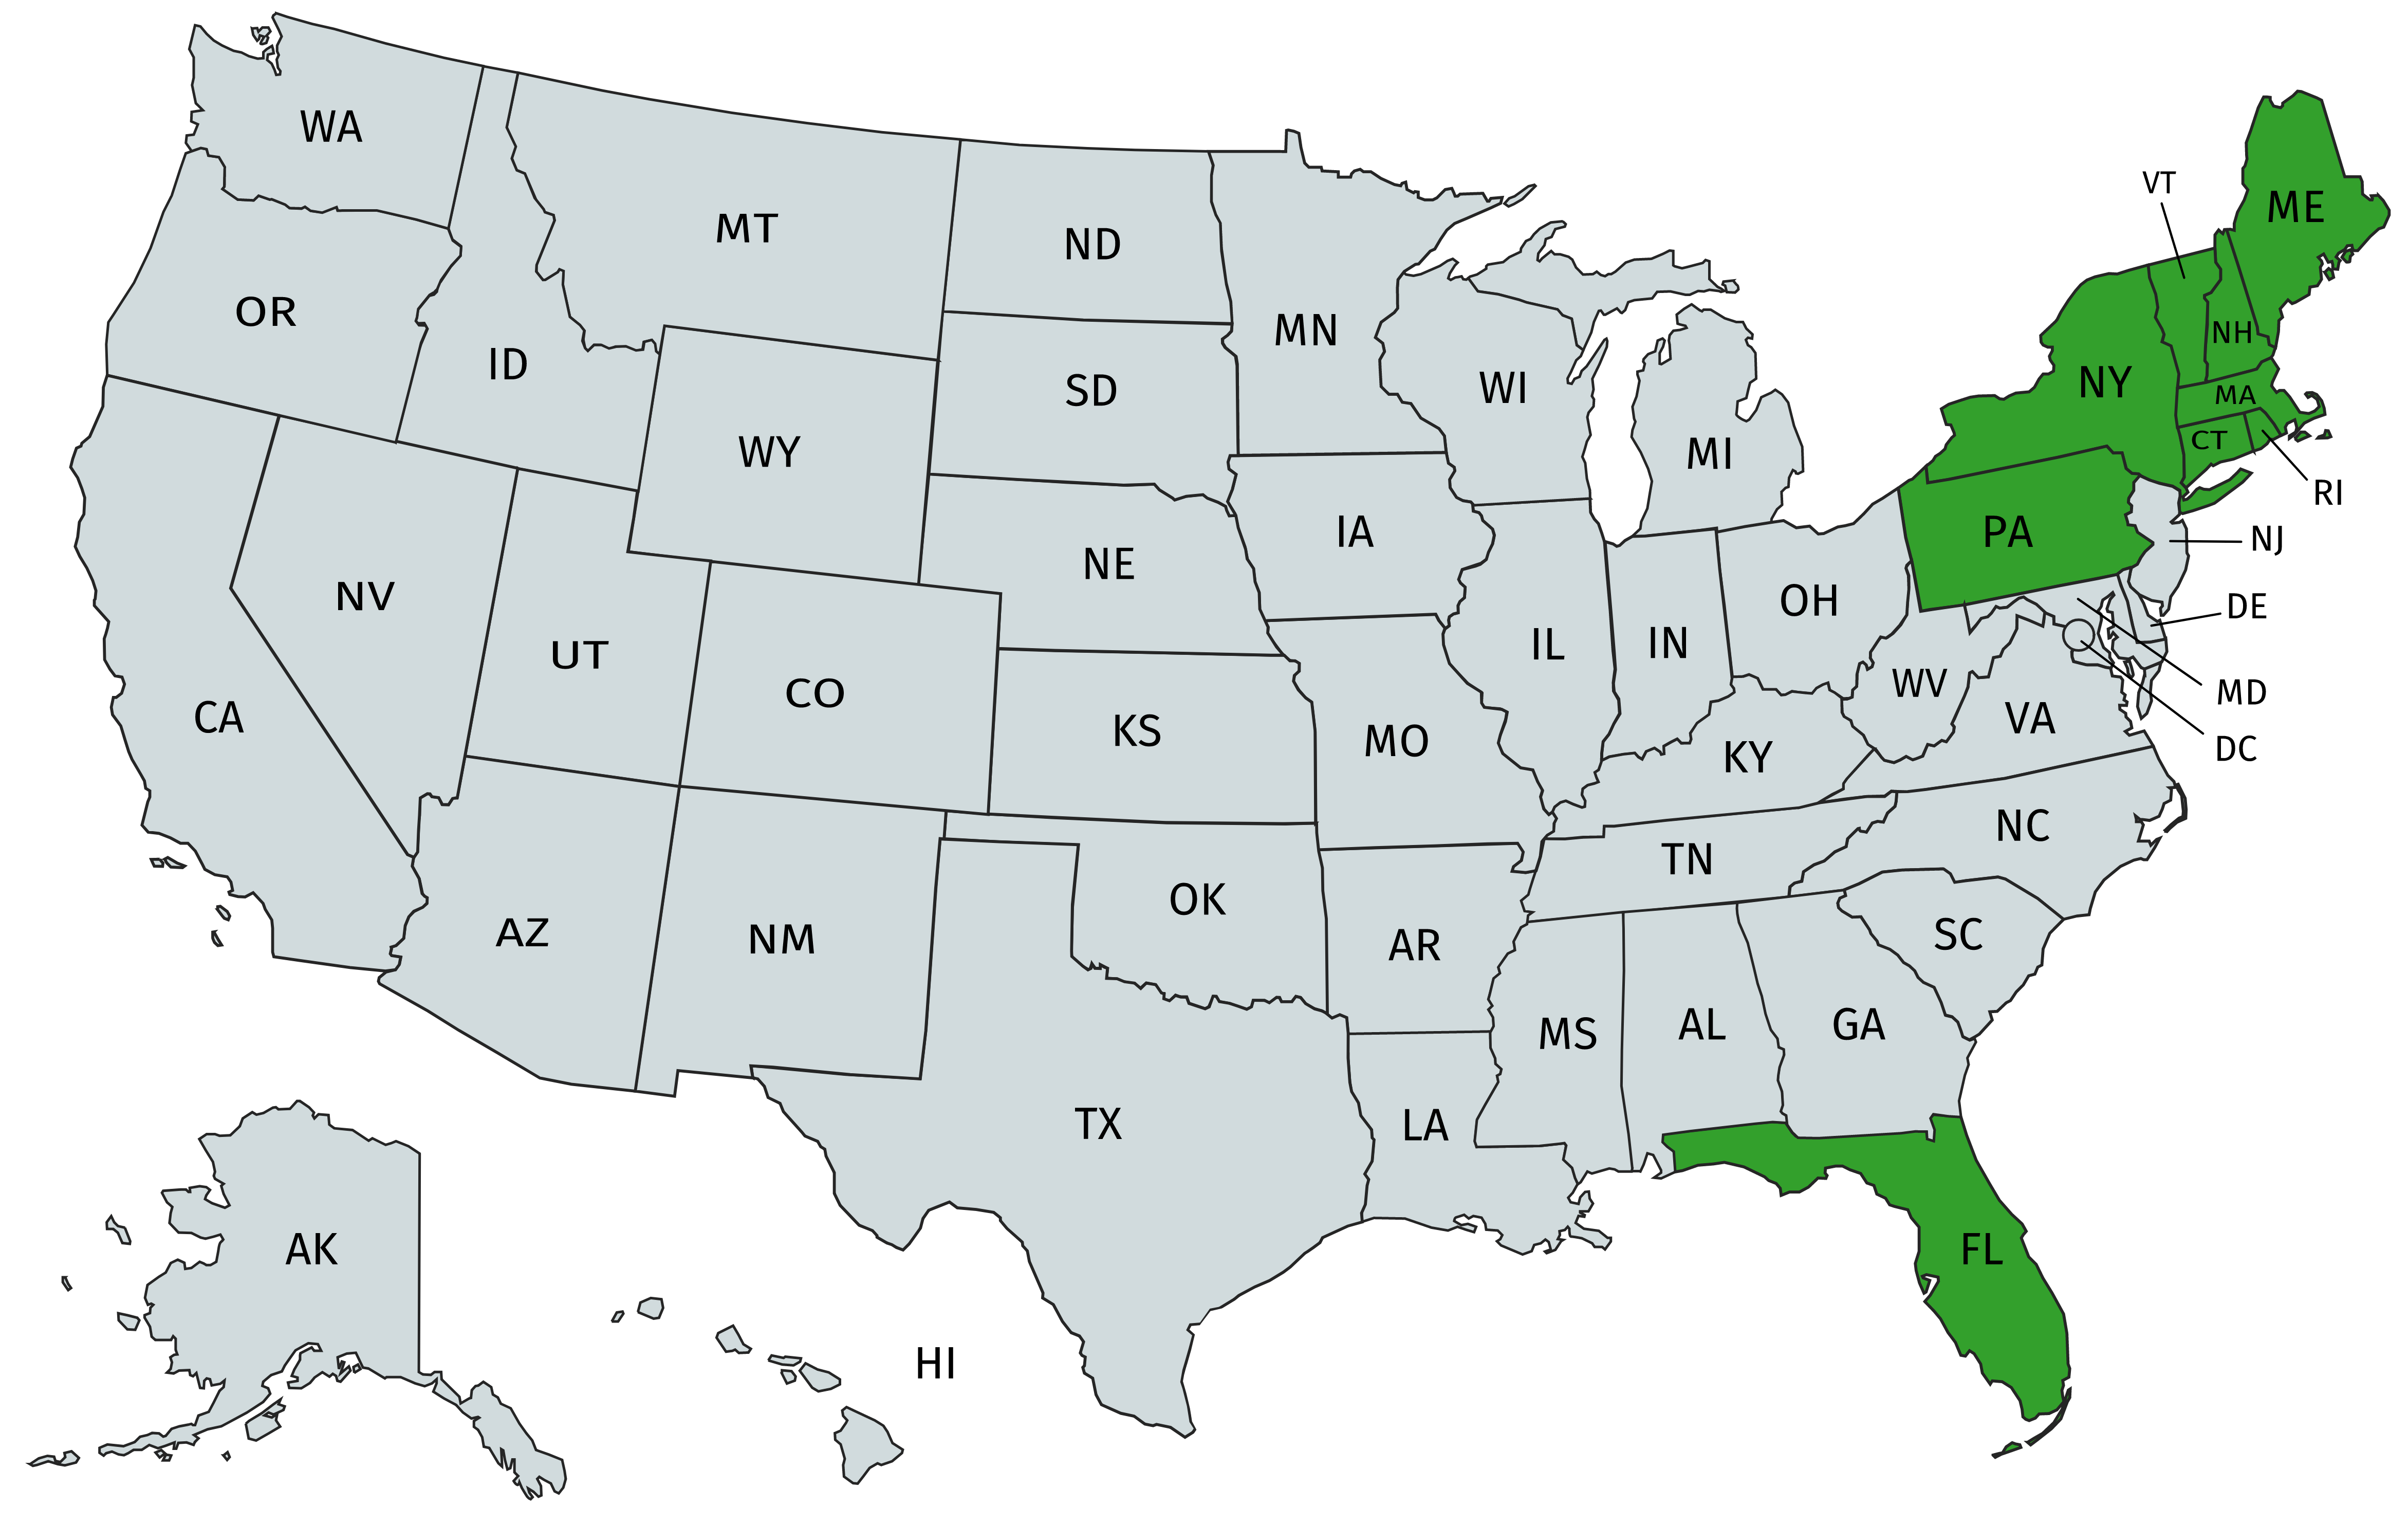 WA
MT
ND
MN
VT
ME
OR
ID
SD
WI
NH
NY
MA
WY
MI
CT
RI
IA
PA
NJ
NE
NV
OH
DE
UT
IL
IN
CO
WV
MD
CA
KS
MO
KY
VA
DC
NC
TN
OK
AZ
NM
AR
SC
MS
AL
GA
TX
LA
AK
FL
HI